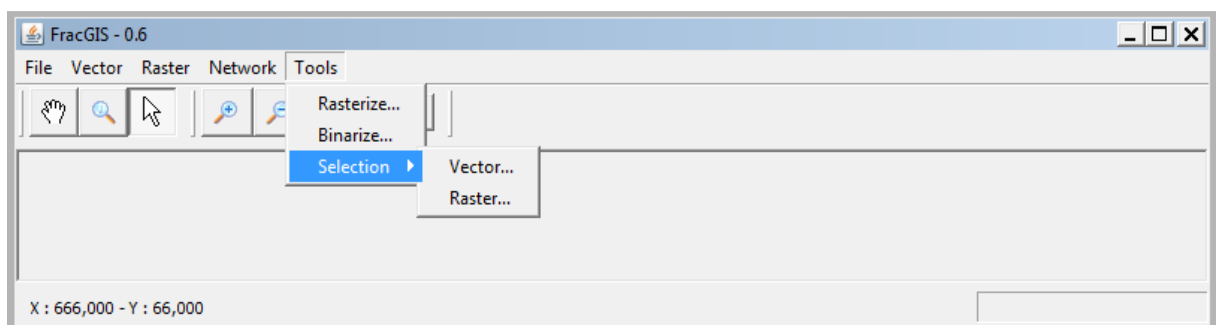 FracGIS - 0.6
File Vector Raster Network Tools
Rasterize...
Binarize...
Selection
Vector...
Raster...
X : 666,000 - Y : 66,000